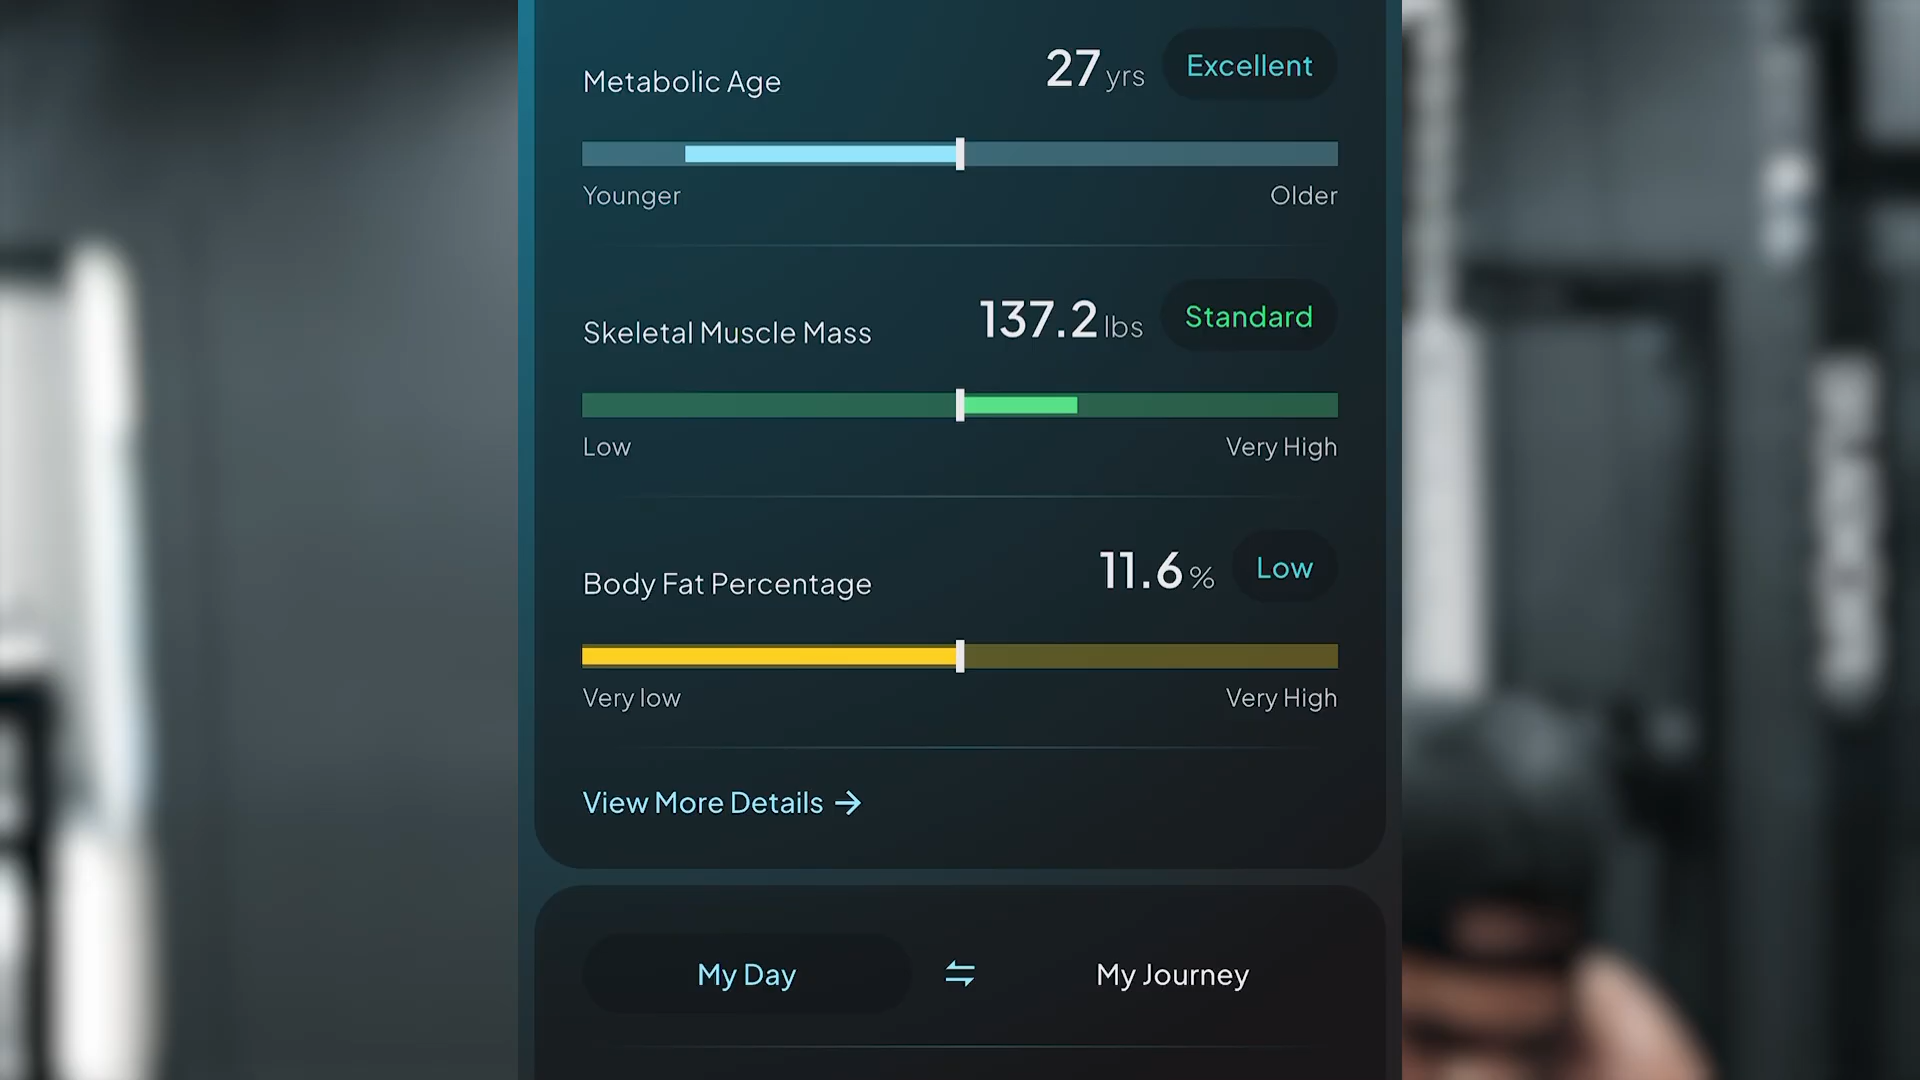 Metabolic Age 27 yrs Excellent
Younger Older
Skeletal Muscle Mass 137.2 lbs Standard
Low Very High
Body Fat Percentage 11.6 % Low
Very low Very High
View More Details →
My Day ⇆ My Journey